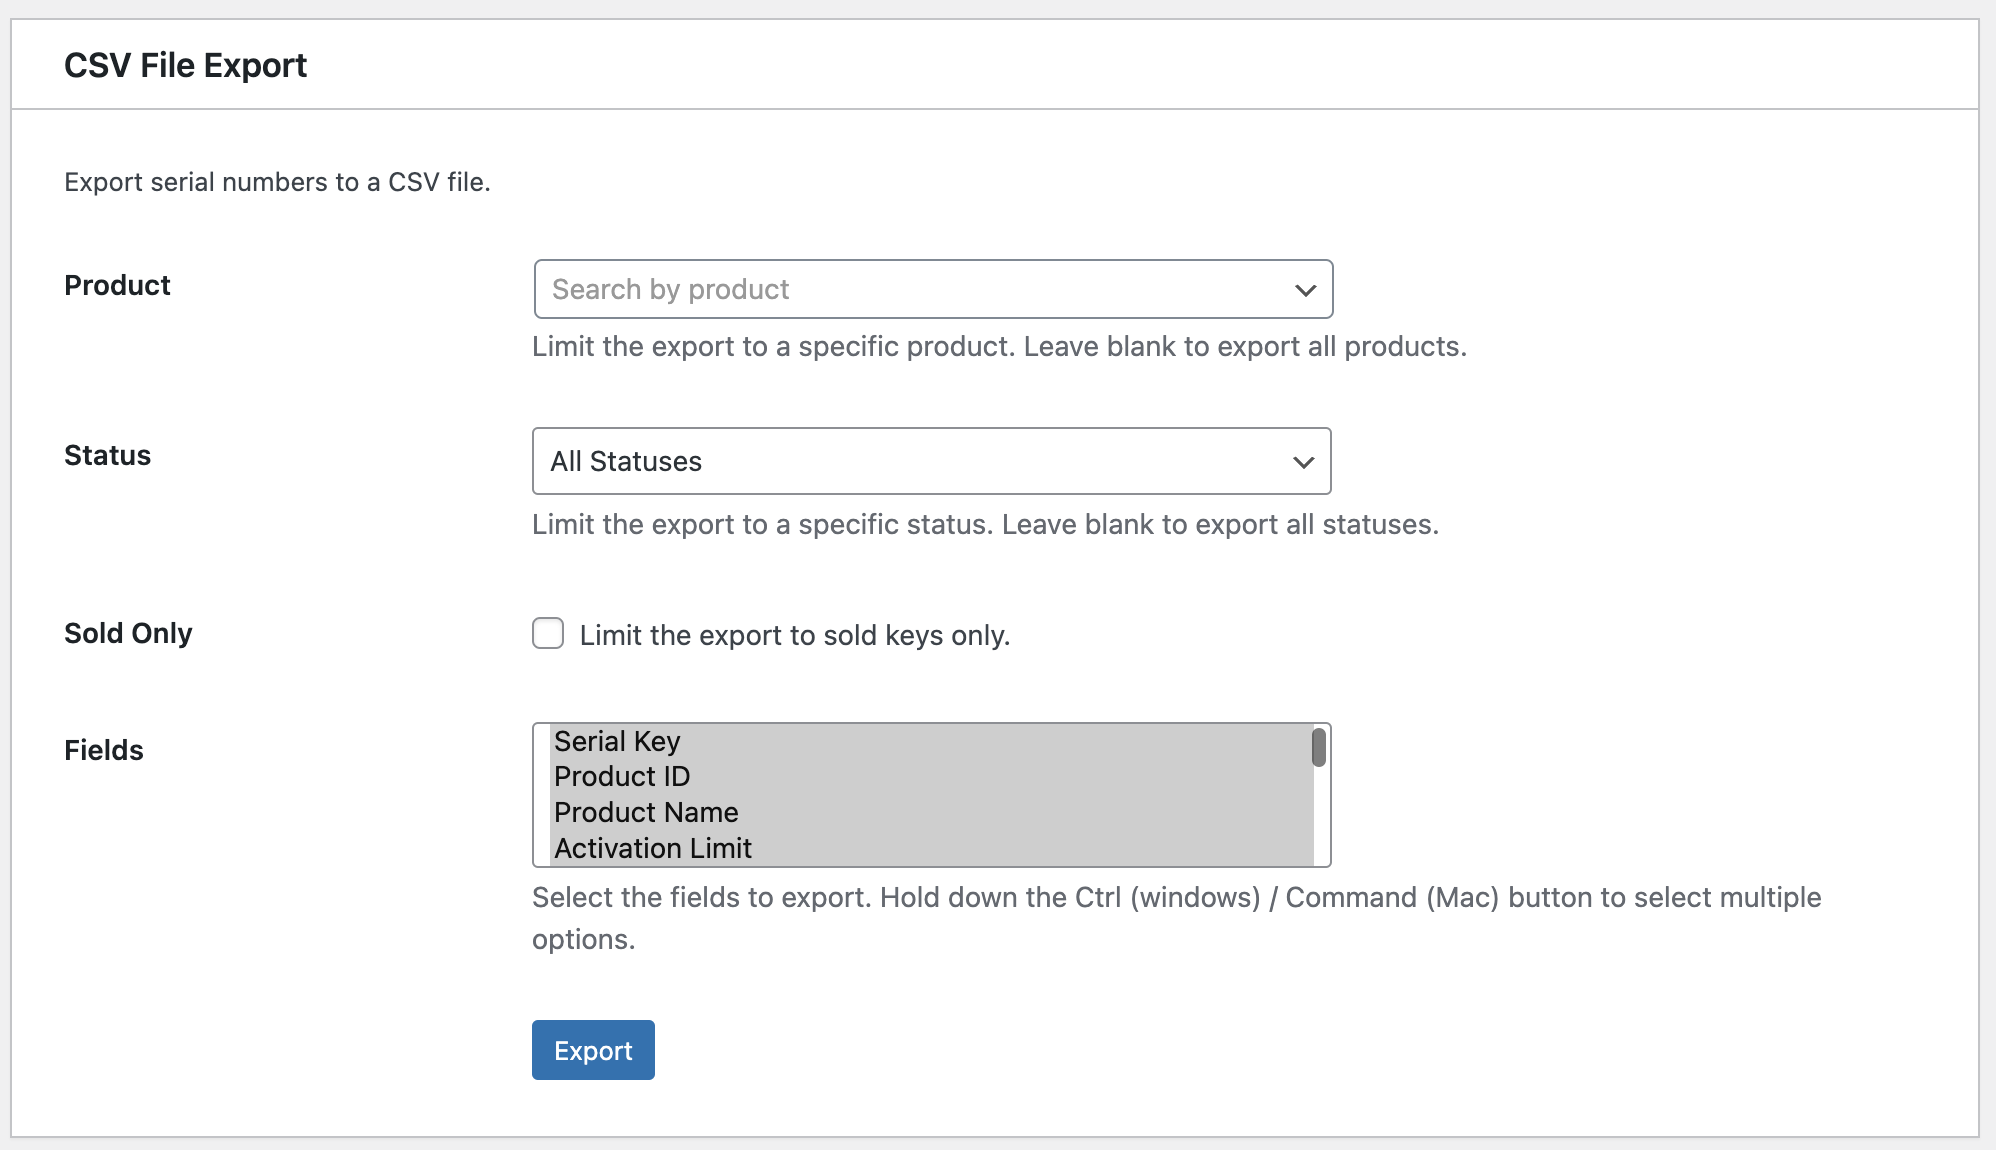 CSV File Export
Export serial numbers to a CSV file.
Product
Search by product
Limit the export to a specific product. Leave blank to export all products.
Status
All Statuses
Limit the export to a specific status. Leave blank to export all statuses.
Sold Only
Limit the export to sold keys only.
Fields
Serial Key
Product ID
Product Name
Activation Limit
Select the fields to export. Hold down the Ctrl (windows) / Command (Mac) button to select multiple
options.
Export